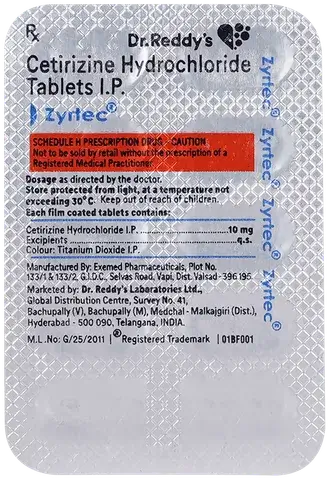 Rx
Dr.Reddy's
Cetirizine Hydrochloride
Tablets I.P.
Zyrtec®
SCHEDULE H PRESCRIPTION DRUG - CAUTION
Not to be sold by retail without the prescription of a
Registered Medical Practitioner.
Dosage as directed by the doctor.
Store protected from light, at a temperature not
exceeding 30°C. Keep out of reach of children.
Each film coated tablets contains:
Cetirizine Hydrochloride I.P. 10 mg
Excipients q.s.
Colour: Titanium Dioxide I.P.
Manufactured By: Exemed Pharmaceuticals, Plot No.
133/1 & 133/2, G.I.D.C., Selvas Road, Vapi, Dist. Valsad - 396 195.
Marketed by: Dr. Reddy's Laboratories Ltd.,
Global Distribution Centre, Survey No. 41,
Bachupally (V), Bachupally (M), Medchal - Malkajgiri (Dist.),
Hyderabad - 500 090, Telangana, INDIA.
M.L.No: G/25/2011 | ®Registered Trademark | 01BF001
Zyrtec®
Zyrtec®
Zyrtec®
Zyrtec®